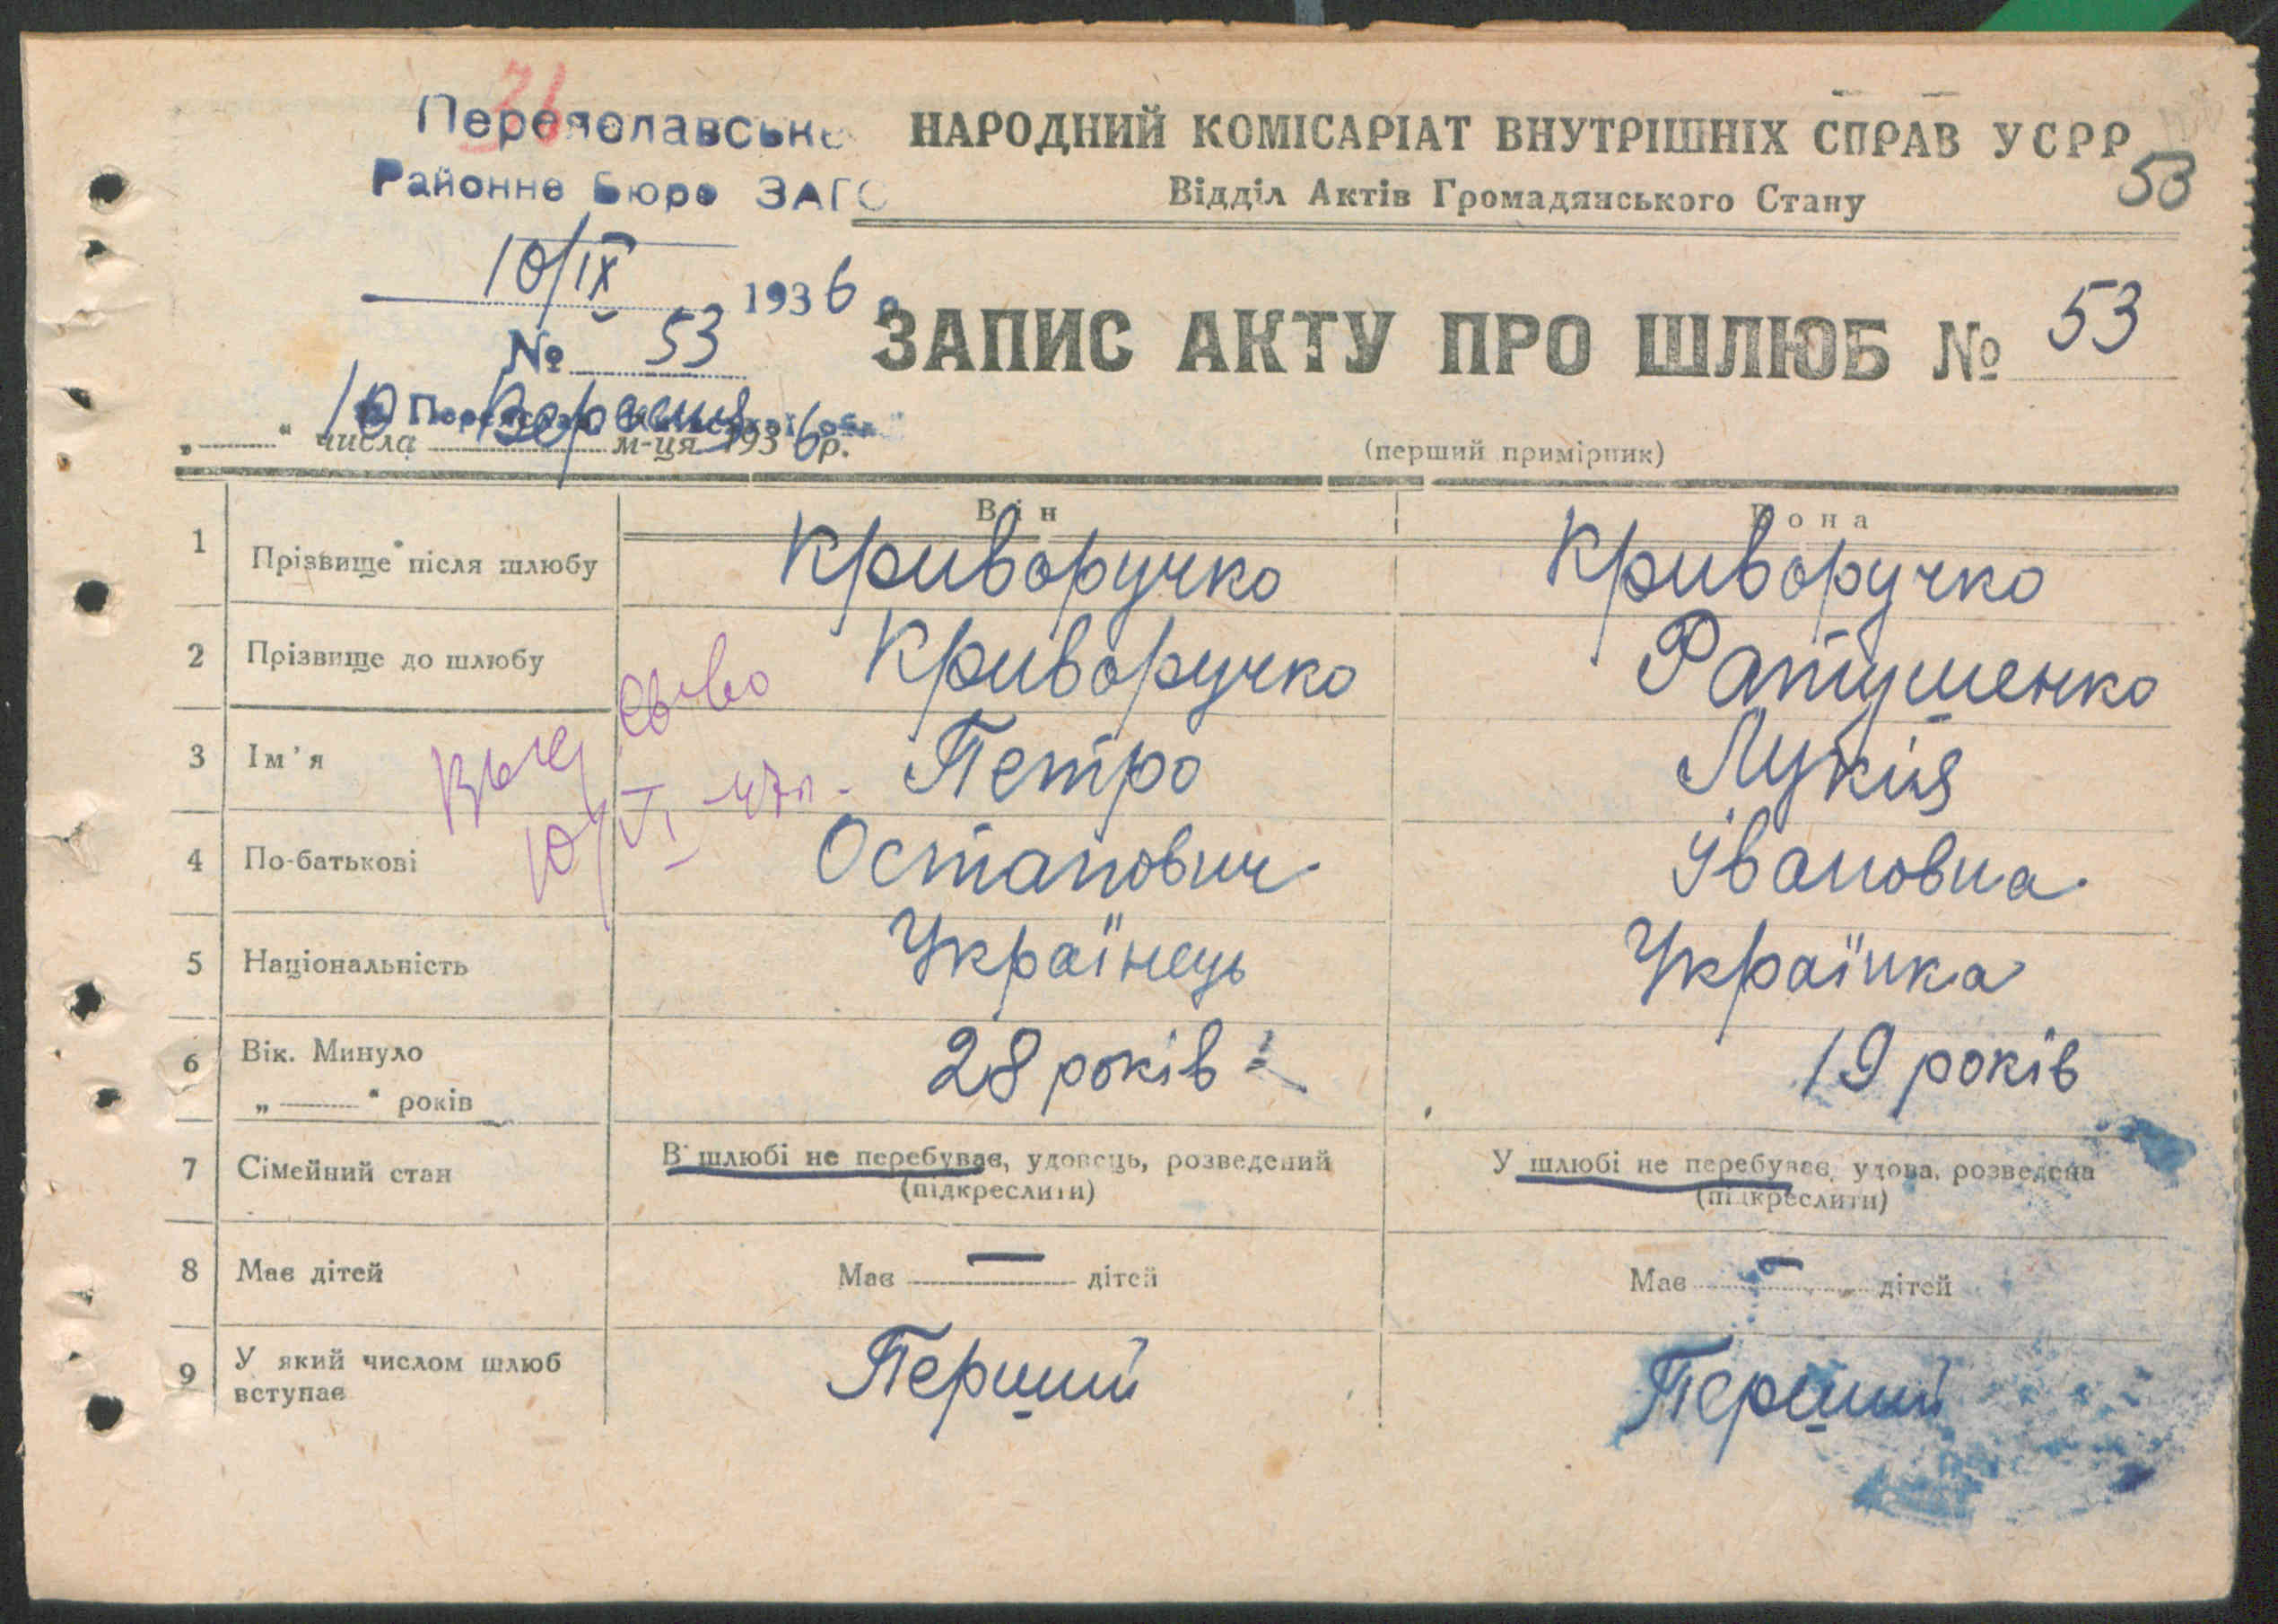 Переяславське
Районне Бюро ЗАГС
НАРОДНИЙ КОМІСАРІАТ ВНУТРІШНІХ СПРАВ УСРР
53
Відділ Актів Громадянського Стану
10/IX 1936
№ 53
ЗАПИС АКТУ ПРО ШЛЮБ № 53
„ “ 10 числа Вересня м-ця 1936 р.
(перший примірник)
Він Вона
1 Прізвище після шлюбу Криворучко Криворучко
2 Прізвище до шлюбу Криворучко Ратушенко
3 Ім’я Петро Лукія
4 По-батькові Остапович Івановна
5 Національність Українець Українка
6 Вік. Минуло „ “ років 28 років 19 років
7 Сімейний стан В шлюбі не перебуває, удовець, розведений (підкреслити) У шлюбі не перебуває, удова, розведена (підкреслити)
8 Має дітей Має — дітей Має — дітей
9 У який числом шлюб вступає Перший Перший